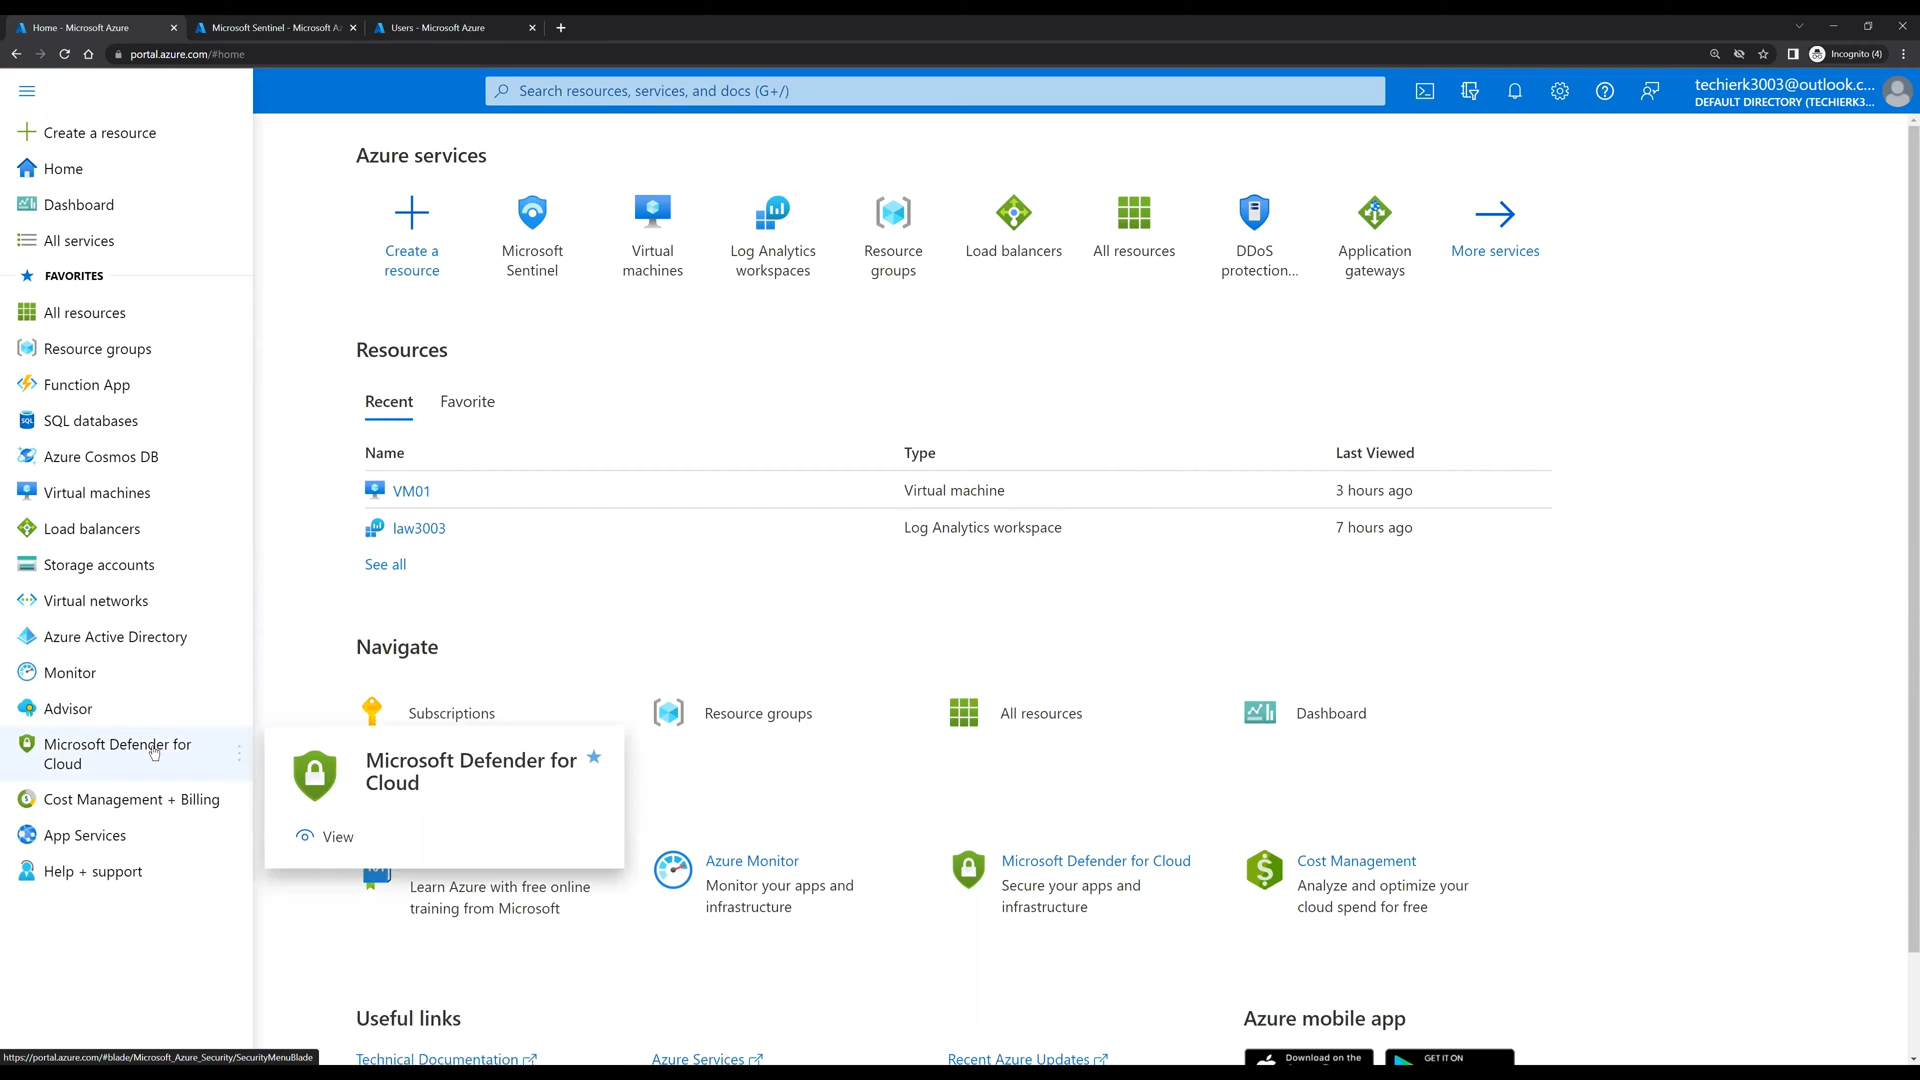 Home - Microsoft Azure
Microsoft Sentinel - Microsoft Az
Users - Microsoft Azure
portal.azure.com/#home
Incognito (4)
Search resources, services, and docs (G+/)
techierk3003@outlook.c...
DEFAULT DIRECTORY (TECHIERK3...
Create a resource
Home
Dashboard
All services
FAVORITES
All resources
Resource groups
Function App
SQL databases
Azure Cosmos DB
Virtual machines
Load balancers
Storage accounts
Virtual networks
Azure Active Directory
Monitor
Advisor
Microsoft Defender for
Cloud
Cost Management + Billing
App Services
Help + support
Azure services
Create a
resource
Microsoft
Sentinel
Virtual
machines
Log Analytics
workspaces
Resource
groups
Load balancers
All resources
DDoS
protection...
Application
gateways
More services
Resources
Recent
Favorite
Name
Type
Last Viewed
VM01
Virtual machine
3 hours ago
law3003
Log Analytics workspace
7 hours ago
See all
Navigate
Subscriptions
Resource groups
All resources
Dashboard
Microsoft Defender for
Cloud
View
Learn Azure with free online
training from Microsoft
Azure Monitor
Monitor your apps and
infrastructure
Microsoft Defender for Cloud
Secure your apps and
infrastructure
Cost Management
Analyze and optimize your
cloud spend for free
Useful links
Azure mobile app
Technical Documentation
Azure Services
Recent Azure Updates
Download on the
GET IT ON
https://portal.azure.com/#blade/Microsoft_Azure_Security/SecurityMenuBlade